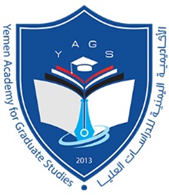 YAGS
Yemen Academy for Graduate Studies
الأكاديمية اليمنية للدراسات العليا
2013